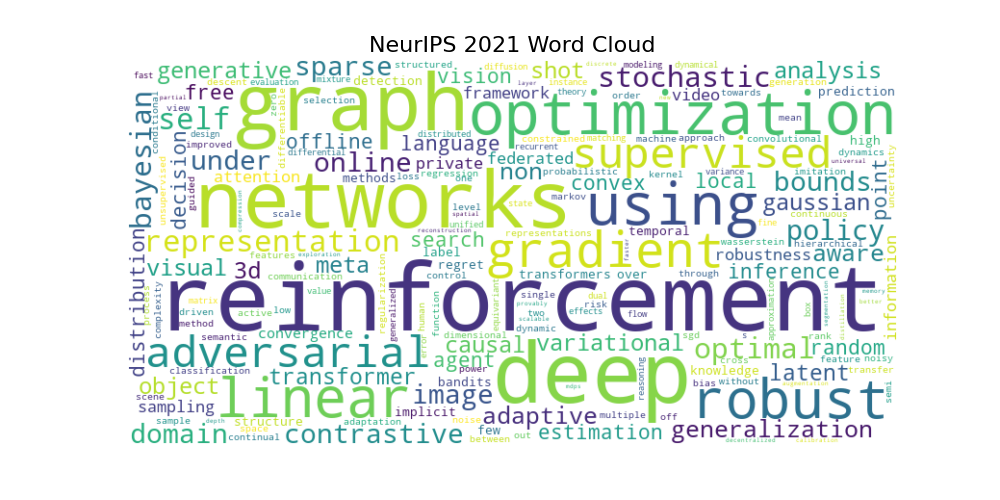 NeurIPS 2021 Word Cloud
fast generative sparse structured diffusion modeling discrete dynamical
descent evaluation mixture detection vision layer shot instance theory generation analysis
partial free framework order video towards prediction
bayesian conditional view self zero differentiable selection graph optimization stochastic mean
design improved offline language distributed constrained matching machine approach convolutional high
decision under differential recurrent supervised dynamics universal
unsupervised guided attention online private federated non probabilistic kernel variance imitation uncertainty
methods loss regression one convex local bounds point
compression networks level state markov using gaussian
scale spatial unified temporal continuous policy
distribution representation reconstruction search representations gradient faster wasserstein hierarchical
features exploration label robustness aware
visual 3d meta regret transformers over through inference information
process communication control
matrix driven active low value regularization reinforcement function equivariant single provably dual risk approximation box segmentation distillation memory better
complexity method generalized two scalable effects flow
semantic convergence error human dimensional dynamic sgd s rank
adversarial causal variational optimal random
agent cross feature noisy
classification transformer power deep reasoning knowledge latent transfer
object linear bandits mdps bias without augmentation semi
scene sampling image robust
implicit adaptive multiple off
sample depth structure adaptation noise
domain space continual contrastive few between out estimation generalization
decentralized calibration